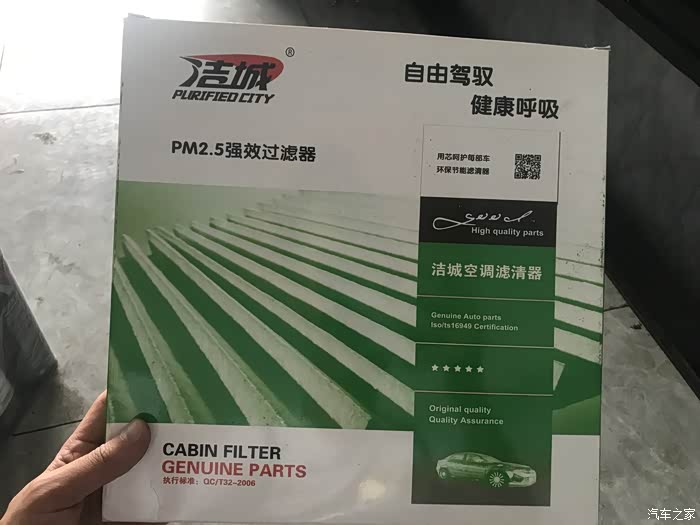 洁城®
PURIFIED CITY
自由驾驭
健康呼吸
PM2.5强效过滤器
用芯呵护每部车
环保节能滤清器
Good
High quality parts
洁城空调滤清器
Genuine Auto parts
Iso/ts16949 Certification
★★★★★
Original quality
Quality Assurance
CABIN FILTER
GENUINE PARTS
执行标准：QC/T32-2006
汽车之家